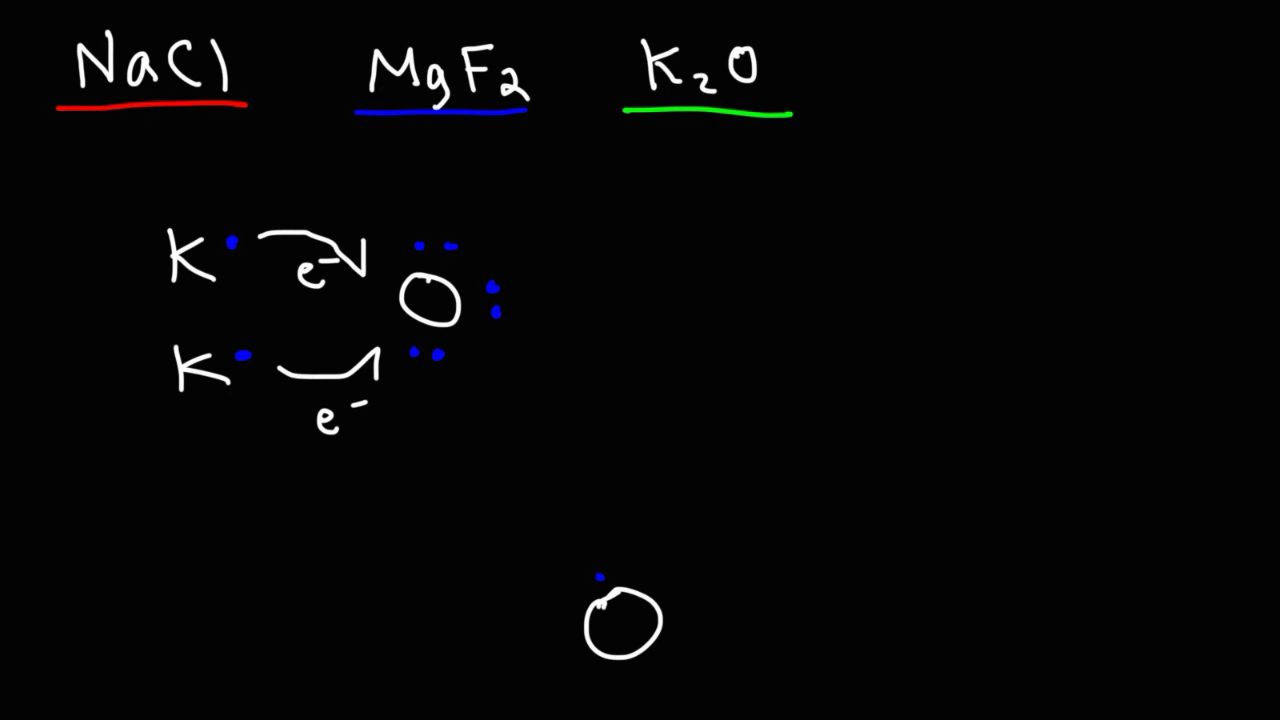 NaCl MgF₂ K₂O
K· e⁻ O
K· e⁻
O